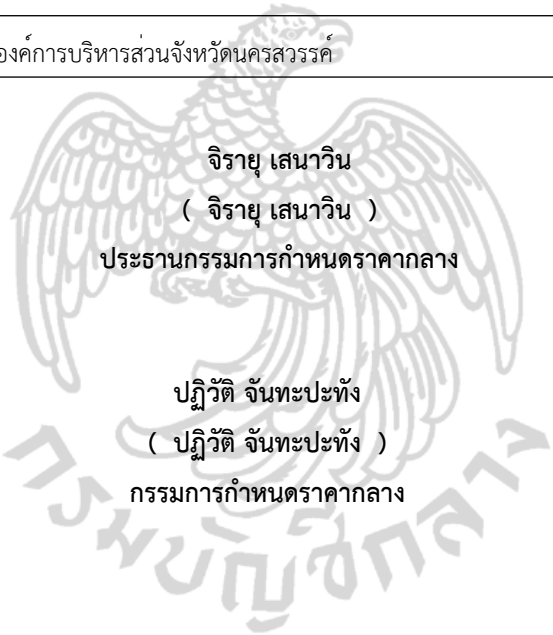 องค์การบริหารส่วนจังหวัดนครสวรรค์
จิรายุ เสนาวิน
( จิรายุ เสนาวิน )
ประธานกรรมการกำหนดราคากลาง
ปฏิวัติ จันทะปะทัง
( ปฏิวัติ จันทะปะทัง )
กรรมการกำหนดราคากลาง
กรมบัญชีกลาง